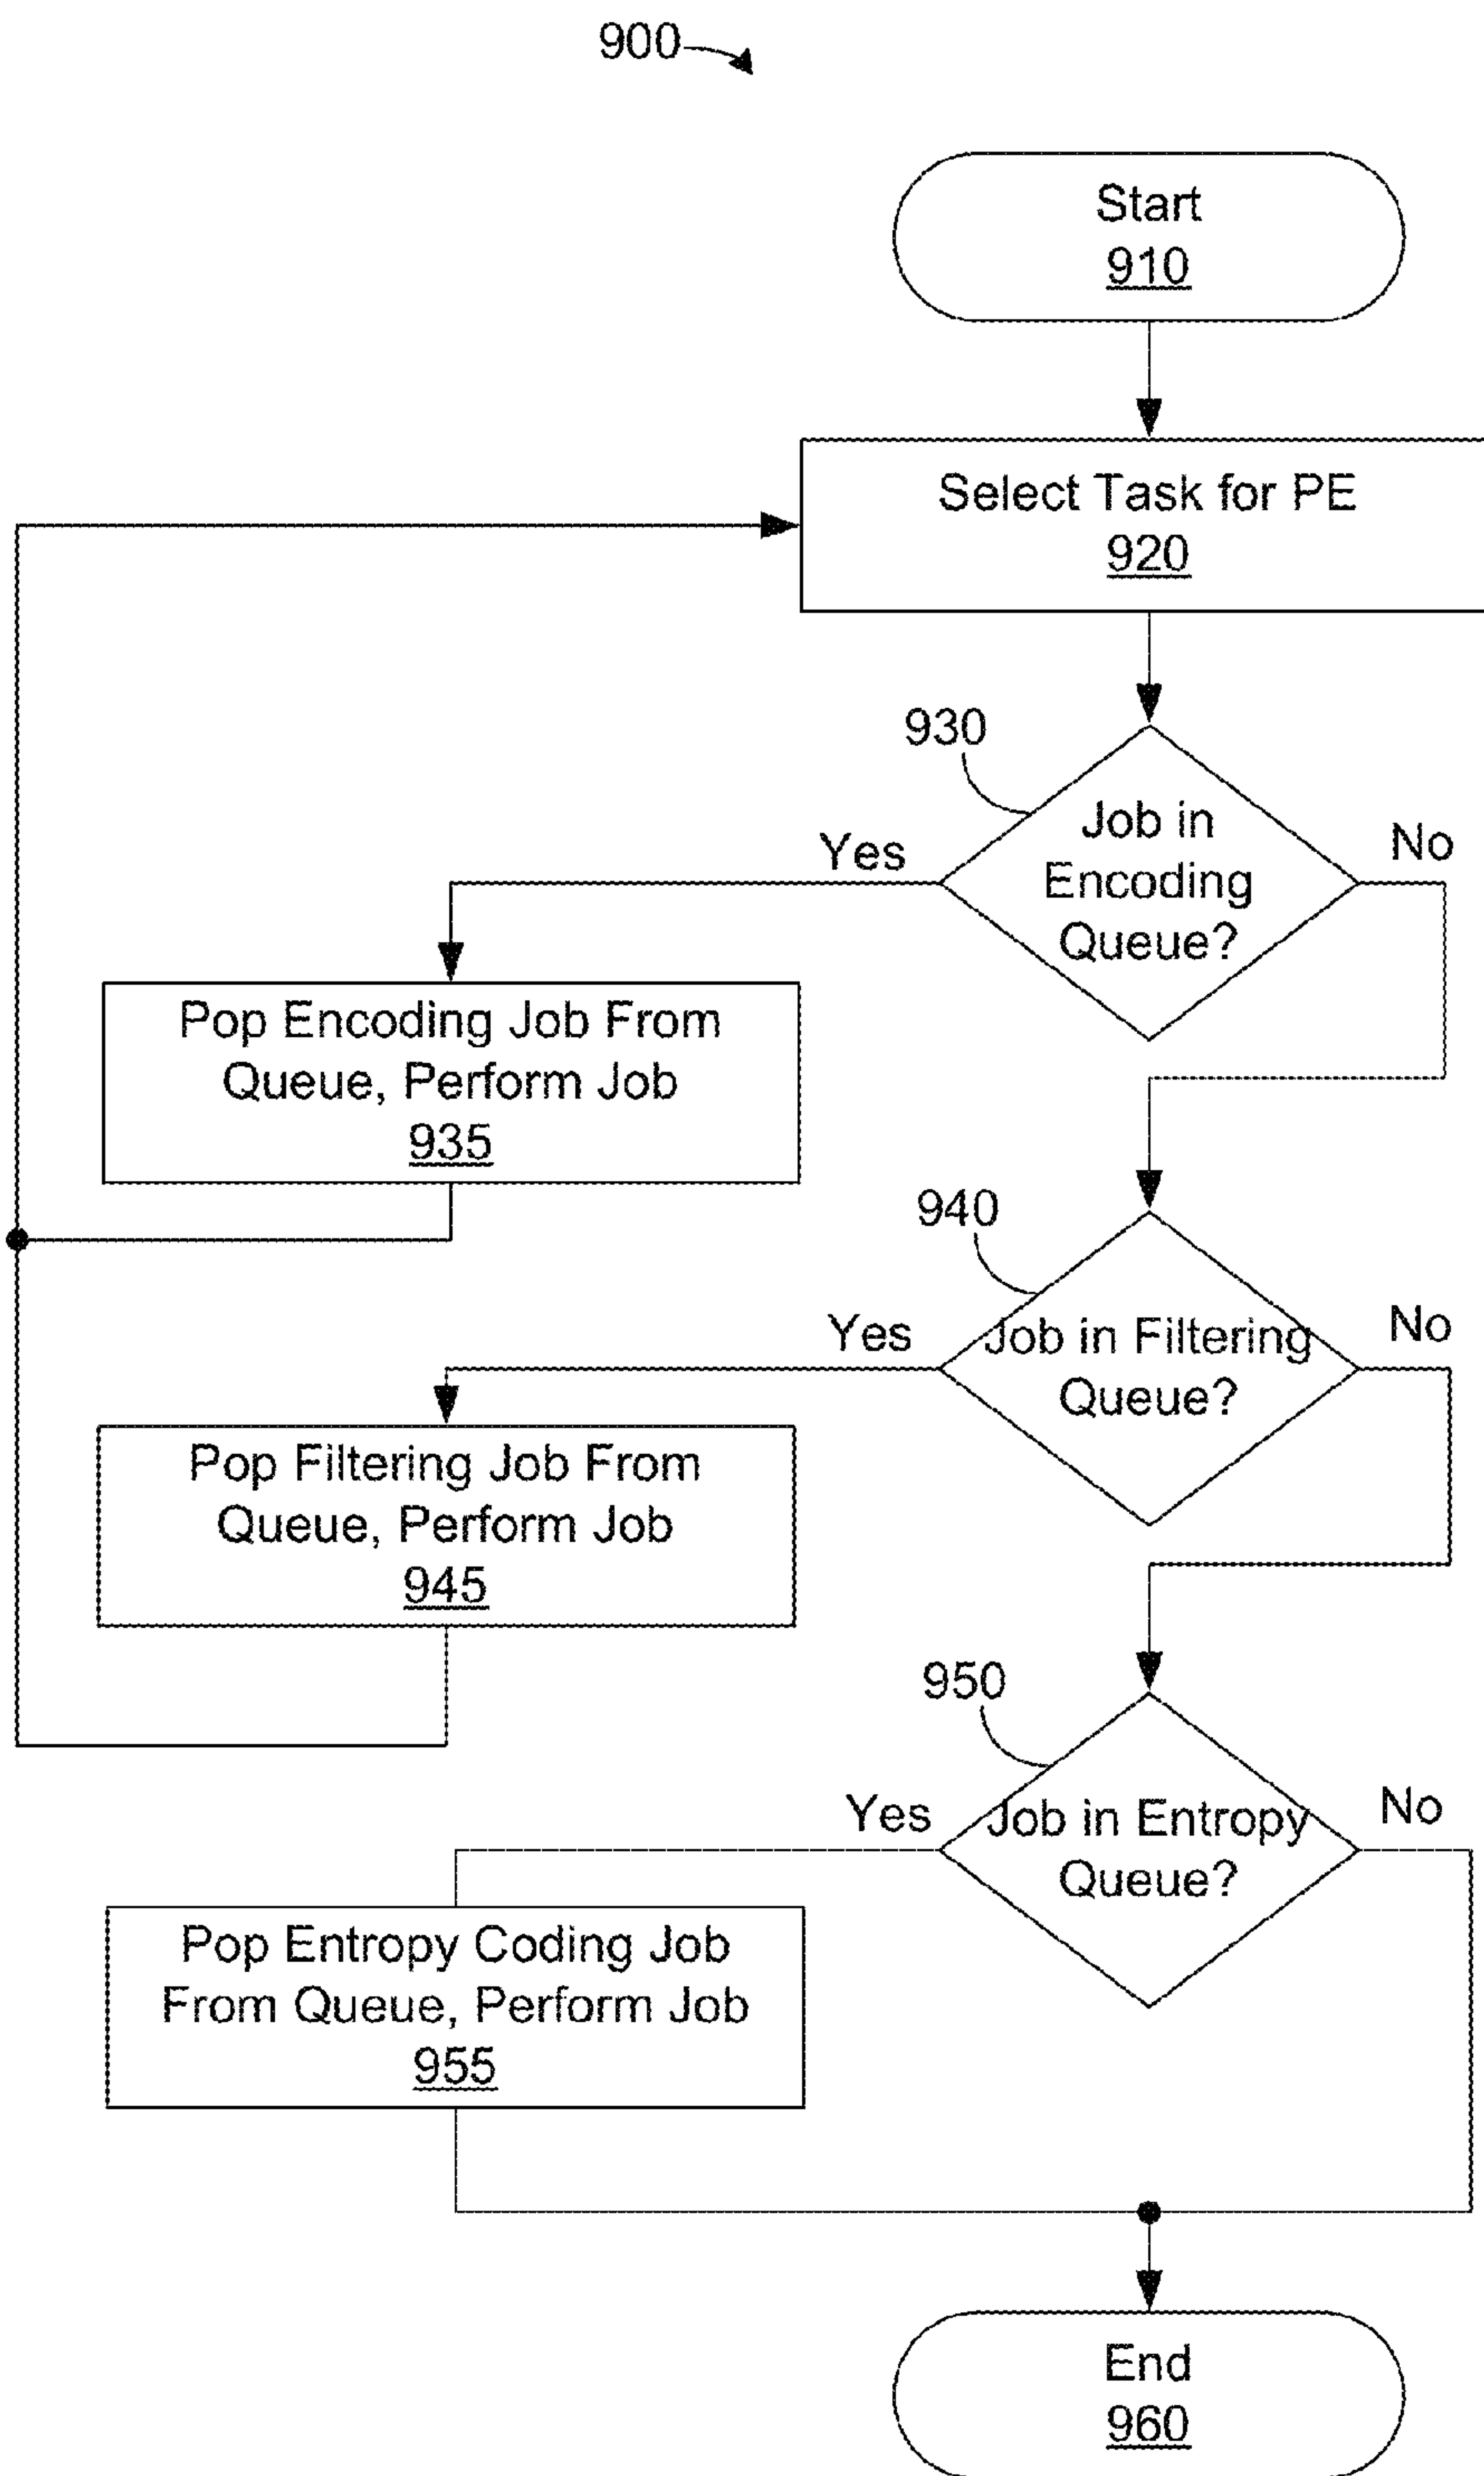 900
Start
910
Select Task for PE
920
930
Job in
Encoding
Queue?
Yes
No
Pop Encoding Job From
Queue, Perform Job
935
940
Job in Filtering
Queue?
Yes
No
Pop Filtering Job From
Queue, Perform Job
945
950
Job in Entropy
Queue?
Yes
No
Pop Entropy Coding Job
From Queue, Perform Job
955
End
960